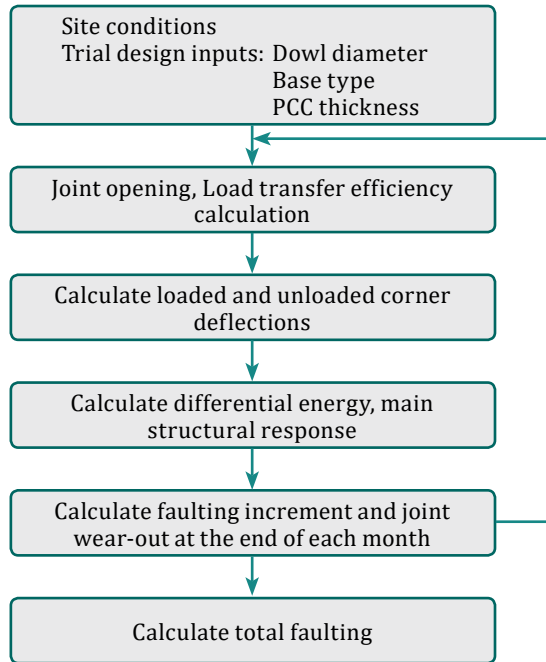 Site conditions
Trial design inputs: Dowl diameter
Base type
PCC thickness
Joint opening, Load transfer efficiency
calculation
Calculate loaded and unloaded corner
deflections
Calculate differential energy, main
structural response
Calculate faulting increment and joint
wear-out at the end of each month
Calculate total faulting